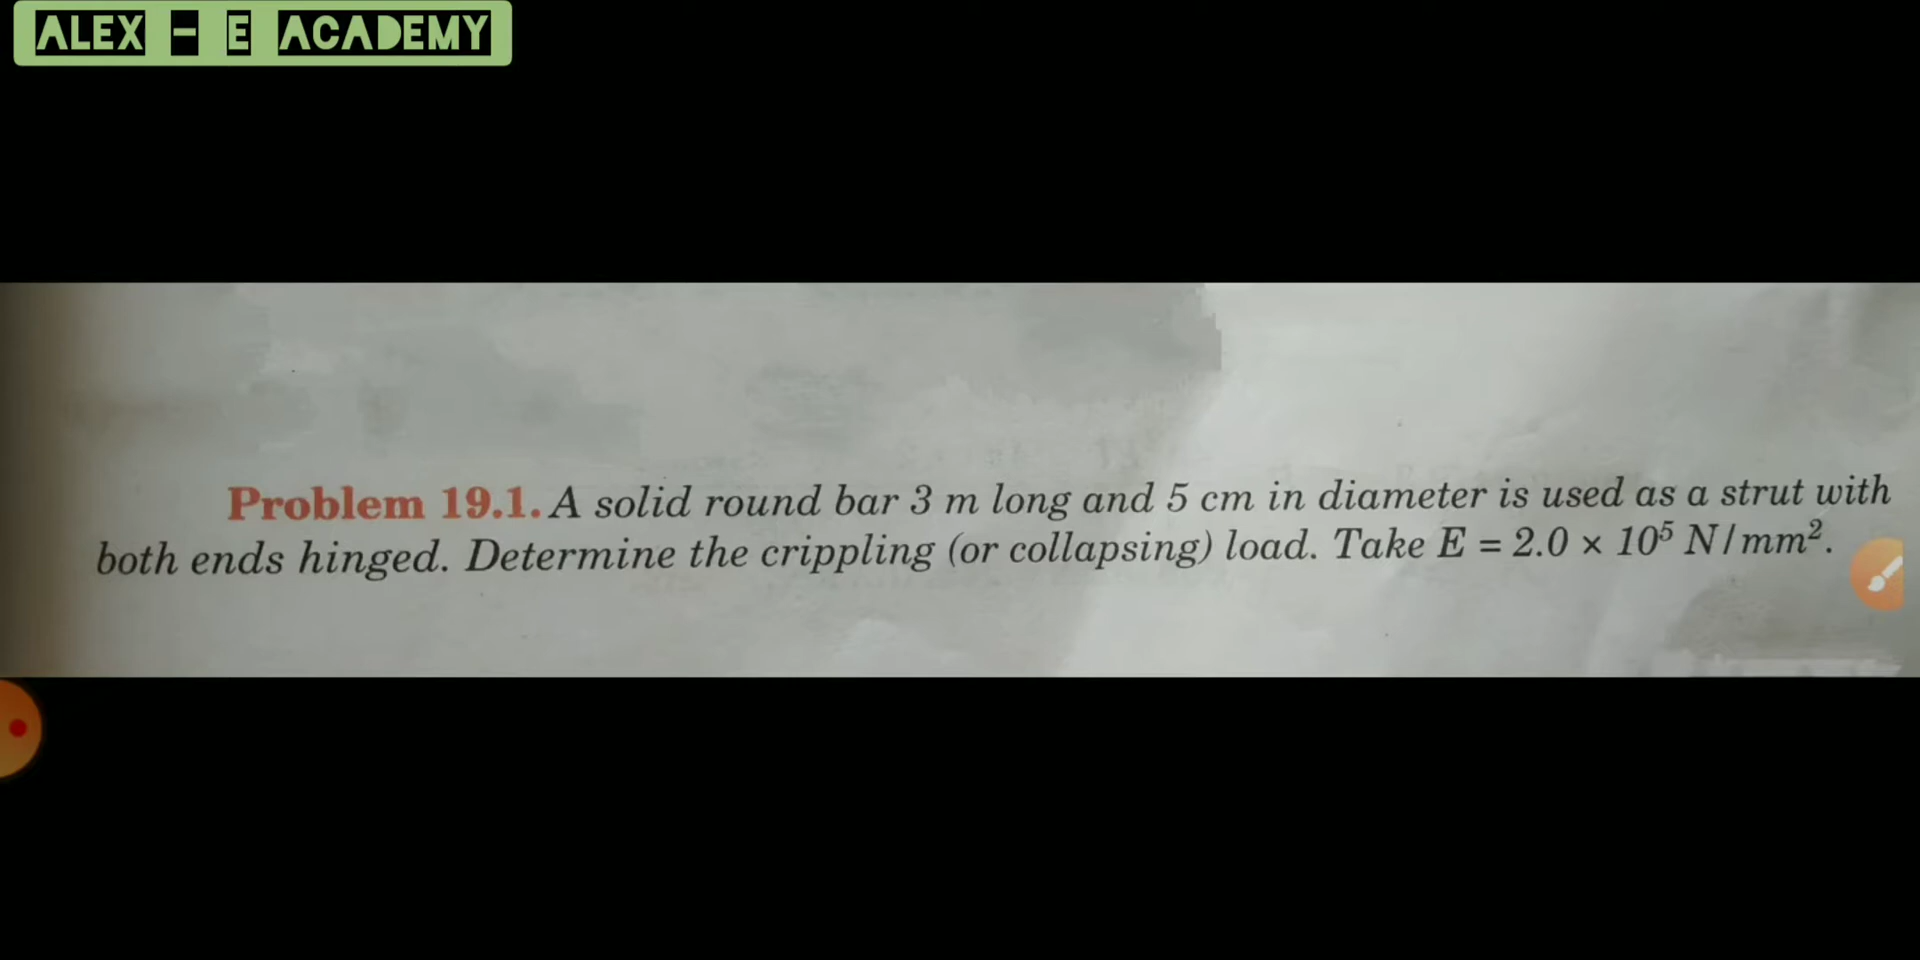 ALEX - E ACADEMY
Problem 19.1. A solid round bar 3 m long and 5 cm in diameter is used as a strut with
both ends hinged. Determine the crippling (or collapsing) load. Take E = 2.0 × 10⁵ N/mm².